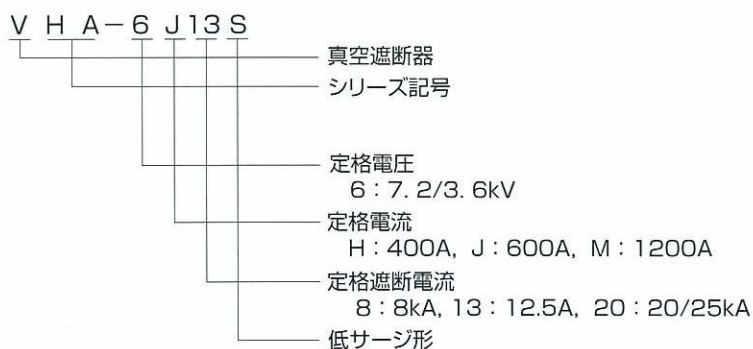 V H A－6 J 13 S
真空遮断器
シリーズ記号
定格電圧
6：7. 2/3. 6kV
定格電流
H：400A, J：600A, M：1200A
定格遮断電流
8：8kA, 13：12.5A, 20：20/25kA
低サージ形